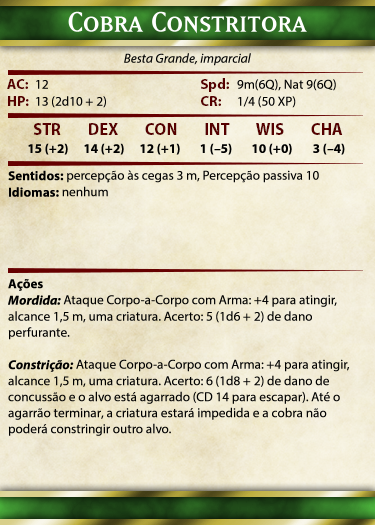 COBRA CONSTRITORA
Besta Grande, imparcial
AC: 12 Spd: 9m(6Q), Nat 9(6Q)
HP: 13 (2d10 + 2) CR: 1/4 (50 XP)
STR DEX CON INT WIS CHA
15 (+2) 14 (+2) 12 (+1) 1 (–5) 10 (+0) 3 (–4)
Sentidos: percepção às cegas 3 m, Percepção passiva 10
Idiomas: nenhum
Ações
Mordida: Ataque Corpo-a-Corpo com Arma: +4 para atingir,
alcance 1,5 m, uma criatura. Acerto: 5 (1d6 + 2) de dano
perfurante.
Constrição: Ataque Corpo-a-Corpo com Arma: +4 para atingir,
alcance 1,5 m, uma criatura. Acerto: 6 (1d8 + 2) de dano de
concussão e o alvo está agarrado (CD 14 para escapar). Até o
agarrão terminar, a criatura estará impedida e a cobra não
poderá constringir outro alvo.